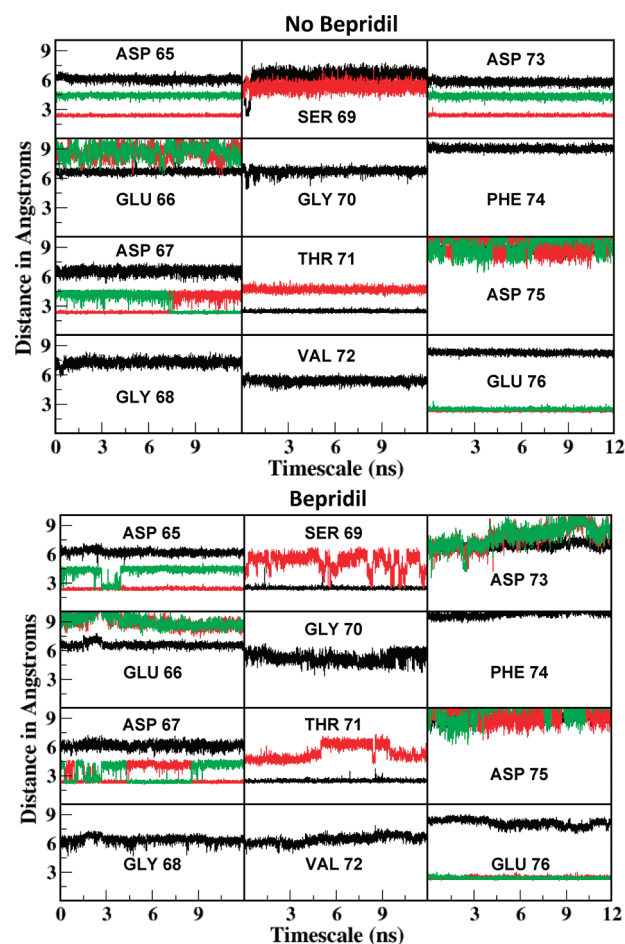 No Bepridil
9
6
3
ASP 65
SER 69
ASP 73
9
6
3
GLU 66
GLY 70
PHE 74
9
6
3
ASP 67
THR 71
ASP 75
9
6
3
GLY 68
VAL 72
GLU 76
0 3 6 9 3 6 9 3 6 9 12
Distance in Angstroms
Timescale (ns)
Bepridil
9
6
3
ASP 65
SER 69
ASP 73
9
6
3
GLU 66
GLY 70
PHE 74
9
6
3
ASP 67
THR 71
ASP 75
9
6
3
GLY 68
VAL 72
GLU 76
0 3 6 9 3 6 9 3 6 9 12
Distance in Angstroms
Timescale (ns)